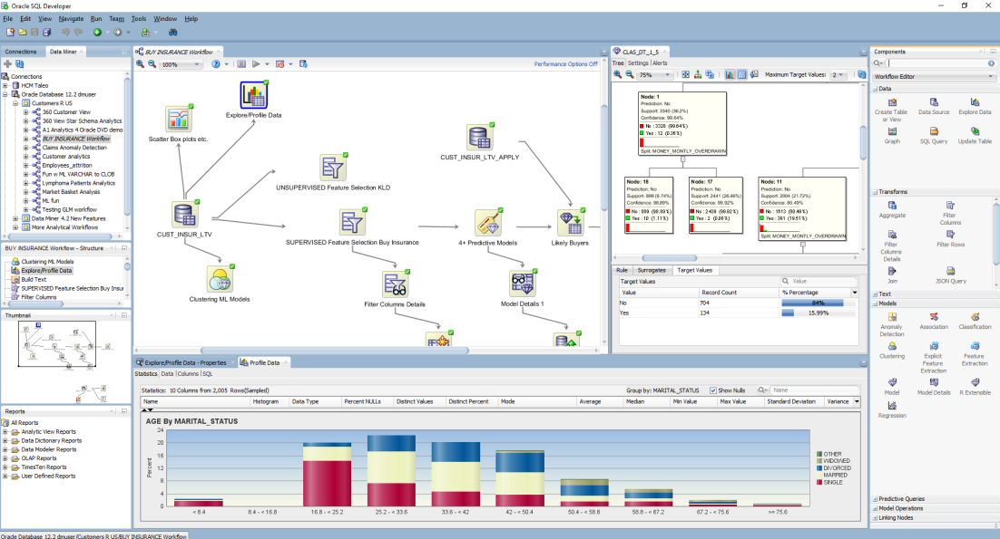 Oracle SQL Developer
File Edit View Navigate Run Team Tools Window Help
Connections Data Miner
Connections
HCM Taleo
Oracle Database 12.2 dmuser
Customers R US
360 Customer View
360 View Star Schema Analytics
A1 Analytics 4 Oracle DVD demo
BUY INSURANCE Workflow
Claims Anomaly Detection
Customer analytics
Employees_attrition
Fun w ML VARCHAR to CLOB
Lymphoma Patients Analytics
Market Basket Analysis
ML fun
Testing GLM workflow
Data Miner 4.2 New Features
More Analytical Workflows
BUY INSURANCE Workflow - Structure
Clustering ML Models
Explore/Profile Data
Build Text
SUPERVISED Feature Selection Buy Insu
Filter Columns
Thumbnail
Reports
All Reports
Analytic View Reports
Data Dictionary Reports
Data Modeler Reports
OLAP Reports
TimesTen Reports
User Defined Reports
BUY INSURANCE Workflow
100%
Performance Options Off
Explore/Profile Data
Scatter Box plots etc.
CUST_INSUR_LTV_APPLY
UNSUPERVISED Feature Selection KLD
CUST_INSUR_LTV
SUPERVISED Feature Selection Buy Insurance
4+ Predictive Models
Likely Buyers
Clustering ML Models
Filter Columns Details
Model Details 1
CLAS_DT_1_5
Tree Settings Alerts
75%
Maximum Target Values: 2
Node: 1
Prediction: No
Support: 3340 (36.2%)
Confidence: 99.64%
No : 3328 (99.64%)
Yes : 12 (0.36%)
Split: MONEY_MONTLY_OVERDRAWN
Node: 18
Prediction: No
Support: 899 (9.74%)
Confidence: 98.89%
No : 889 (98.89%)
Yes : 10 (1.11%)
Node: 17
Prediction: No
Support: 2441 (26.46%)
Confidence: 99.92%
No : 2439 (99.92%)
Yes : 2 (0.08%)
Node: 11
Prediction: No
Support: 2004 (21.72%)
Confidence: 80.49%
No : 1613 (80.49%)
Yes : 391 (19.51%)
Split: MONEY_MONTLY_OVERDRAWN
Rule Surrogates Target Values
Target Values
Value
Value Record Count % Percentage
No 704 84%
Yes 134 15.99%
Explore/Profile Data - Properties Profile Data
Statistics Data Columns SQL
Statistics: 10 Columns from 2,005 Rows(Sampled)
Group by: MARITAL_STATUS Show Nulls Name
Name Histogram Data Type Percent NULLs Distinct Values Distinct Percent Mode Average Median Min Value Max Value Standard Deviation Variance
AGE By MARITAL_STATUS
Percent
24
20
16
12
8
4
0
< 8.4 8.4 - < 16.8 16.8 - < 25.2 25.2 - < 33.6 33.6 - < 42 42 - < 50.4 50.4 - < 58.8 58.8 - < 67.2 67.2 - < 75.6 >= 75.6
OTHER
WIDOWED
DIVORCED
MARRIED
SINGLE
Components
Workflow Editor
Data
Create Table or View
Data Source
Explore Data
Graph
SQL Query
Update Table
Transforms
Aggregate
Filter Columns
Filter Columns Details
Filter Rows
Join
JSON Query
Text
Models
Anomaly Detection
Association
Classification
Clustering
Explicit Feature Extraction
Feature Extraction
Model
Model Details
R Extensible
Regression
Predictive Queries
Model Operations
Linking Nodes
Oracle Database 12.2 dmuser/Customers R US/BUY INSURANCE Workflow